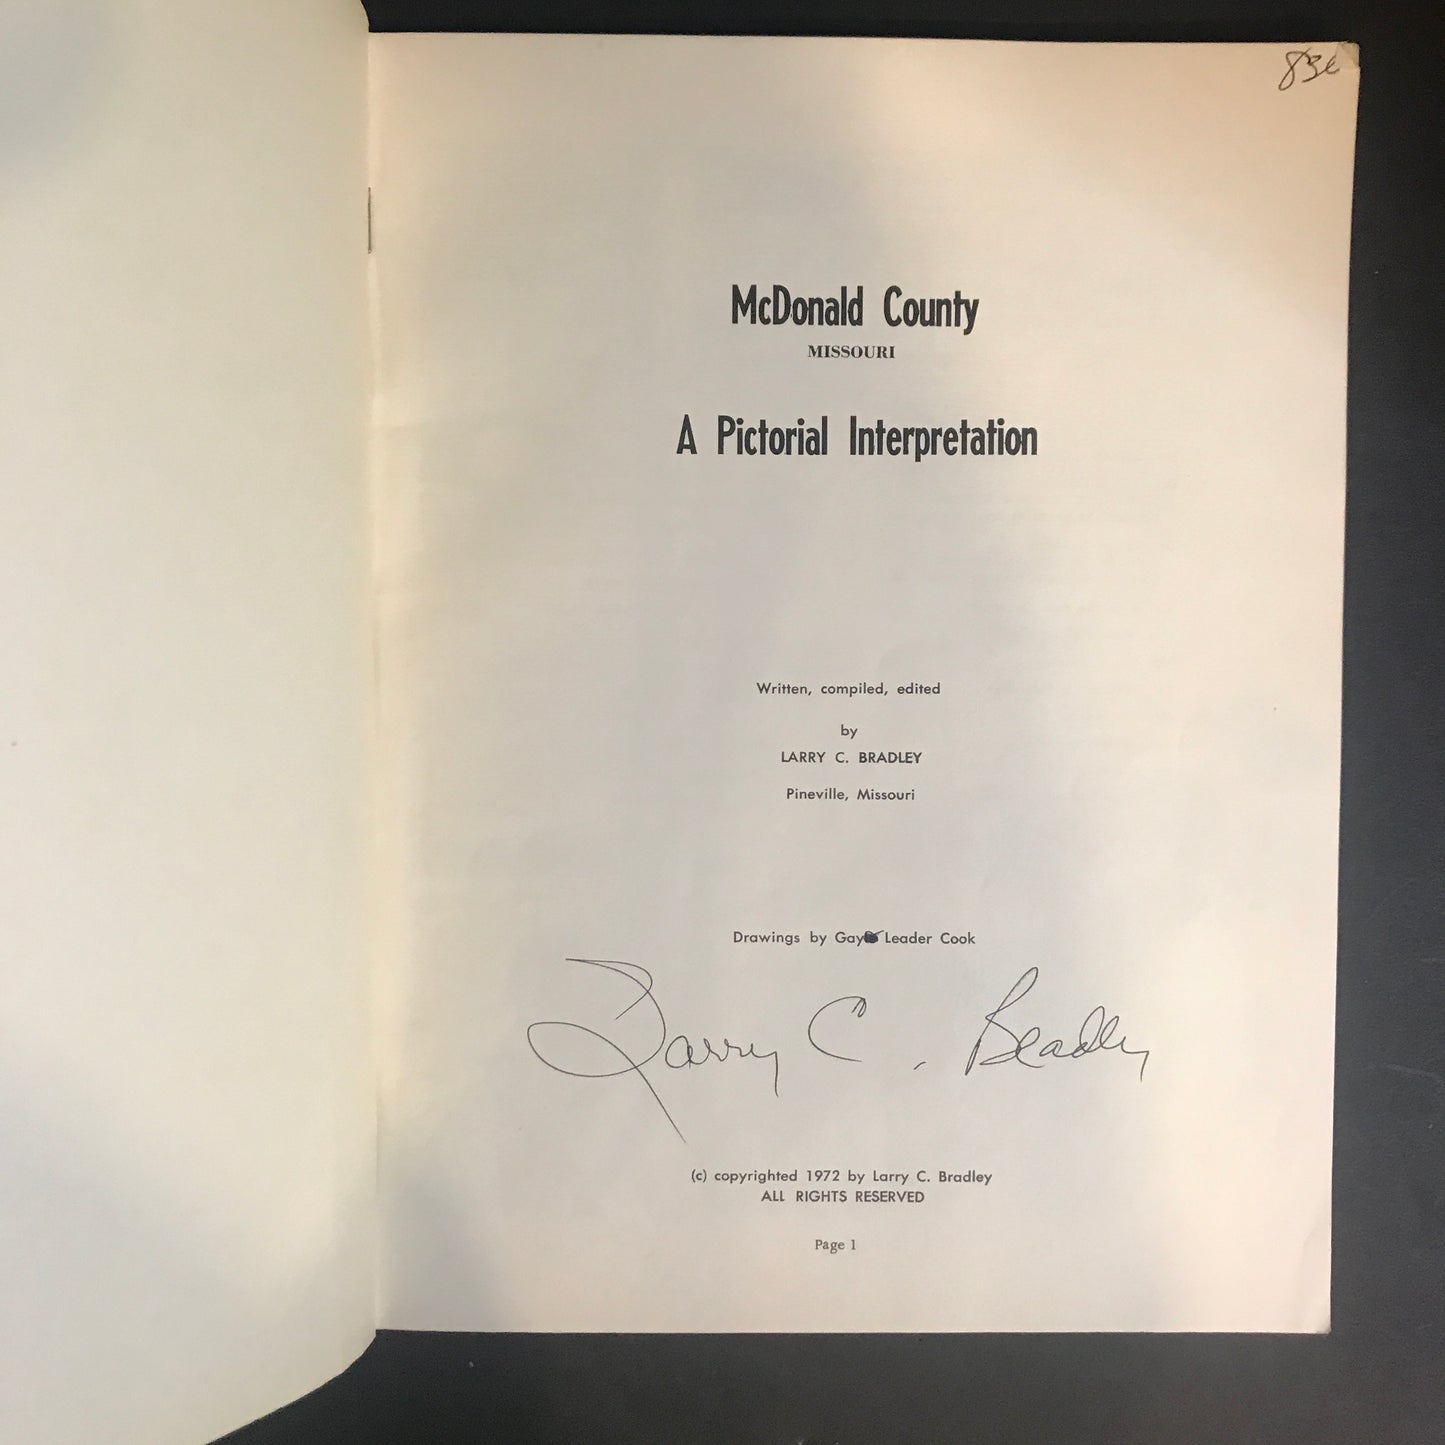 McDonald County
MISSOURI
A Pictorial Interpretation
Written, compiled, edited
by
LARRY C. BRADLEY
Pineville, Missouri
Drawings by Gay Leader Cook
Larry C. Bradley
(c) copyrighted 1972 by Larry C. Bradley
ALL RIGHTS RESERVED
Page 1